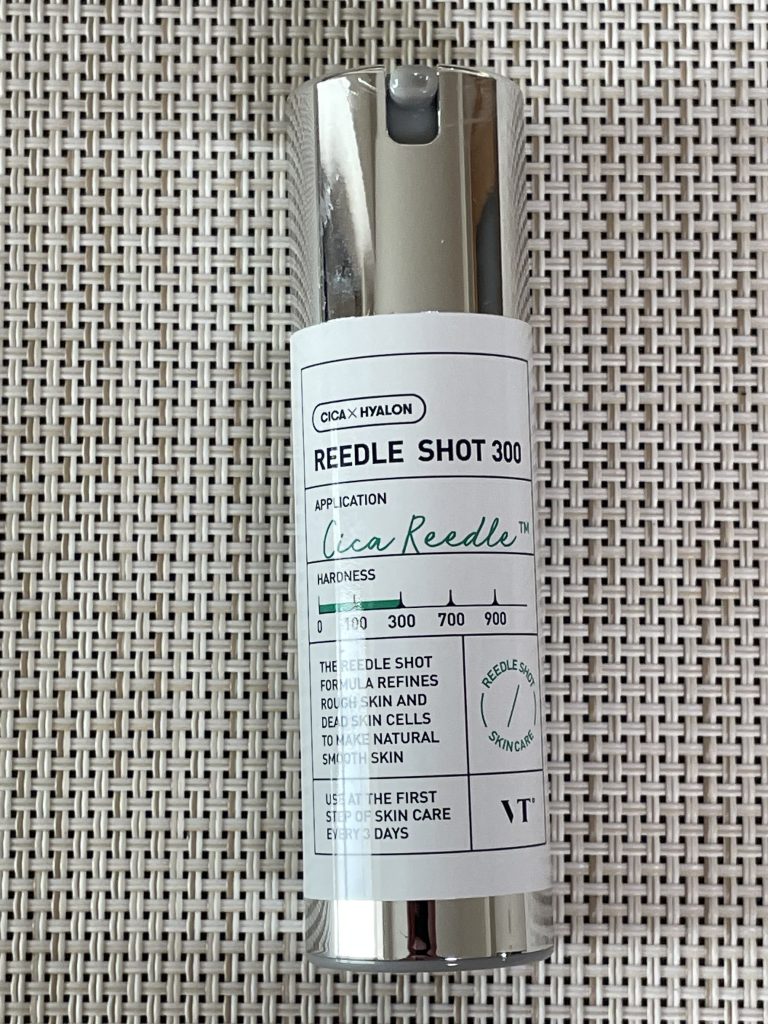 CICA X HYALON
REEDLE SHOT 300
APPLICATION
Cica Reedle™
HARDNESS
0 100 300 700 900
THE REEDLE SHOT
FORMULA REFINES
ROUGH SKIN AND
DEAD SKIN CELLS
TO MAKE NATURAL
SMOOTH SKIN
REEDLE SHOT
SKINCARE
USE AT THE FIRST
STEP OF SKIN CARE
EVERY 3 DAYS
VT®